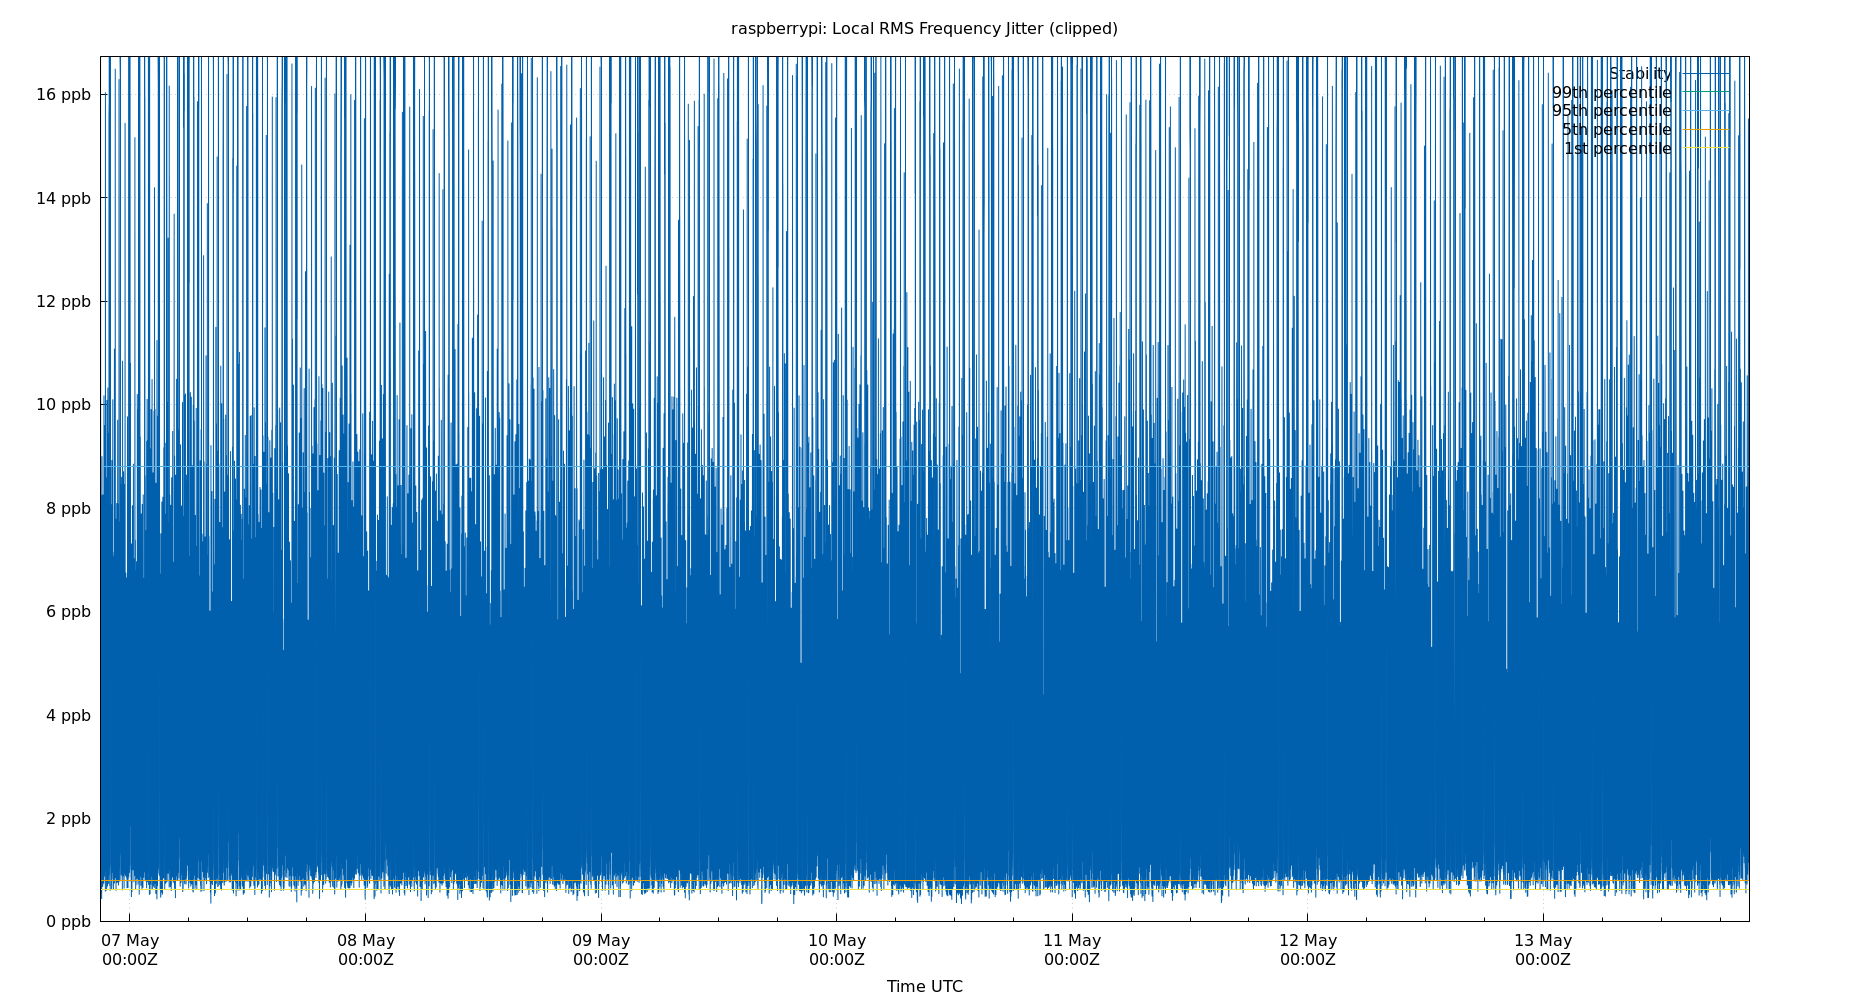 raspberrypi: Local RMS Frequency Jitter (clipped)
Stability
99th percentile
95th percentile
5th percentile
1st percentile
16 ppb
14 ppb
12 ppb
10 ppb
8 ppb
6 ppb
4 ppb
2 ppb
0 ppb
07 May 08 May 09 May 10 May 11 May 12 May 13 May
00:00Z 00:00Z 00:00Z 00:00Z 00:00Z 00:00Z 00:00Z
Time UTC